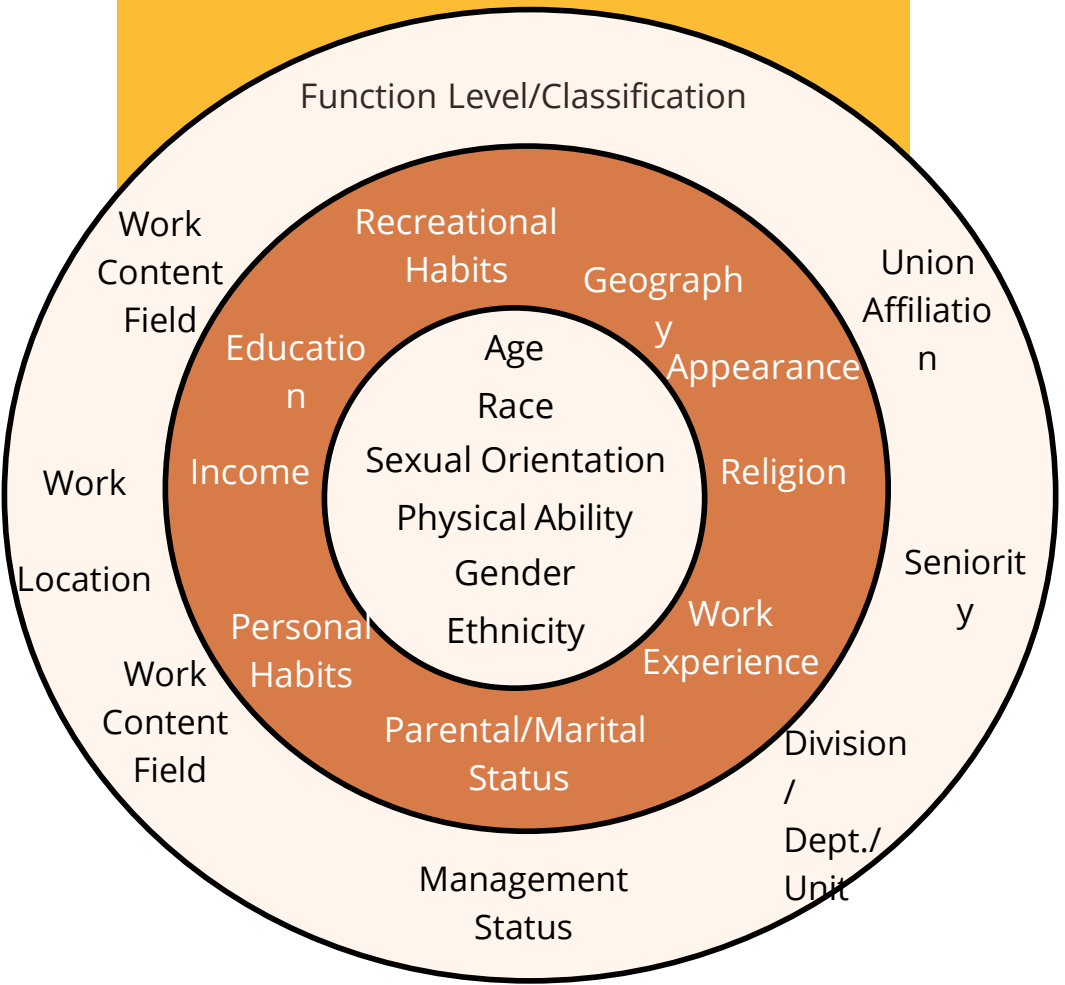 Function Level/Classification
Work
Content
Field
Recreational
Habits
Geograph
y
Union
Affiliatio
n
Educatio
n
Appearance
Age
Race
Sexual Orientation
Physical Ability
Gender
Ethnicity
Income
Religion
Work
Location
Seniorit
y
Personal
Habits
Work
Experience
Work
Content
Field
Parental/Marital
Status
Division
/
Dept./
Unit
Management
Status